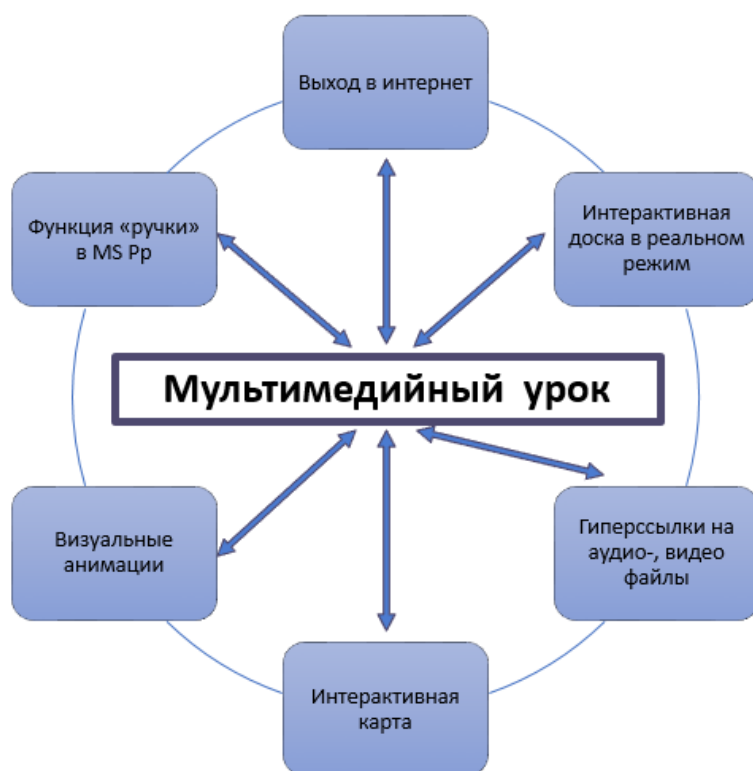 Выход в интернет
Функция «ручки»
в MS Pp
Интерактивная
доска в реальном
режим
Мультимедийный урок
Визуальные
анимации
Гиперссылки на
аудио-, видео
файлы
Интерактивная
карта